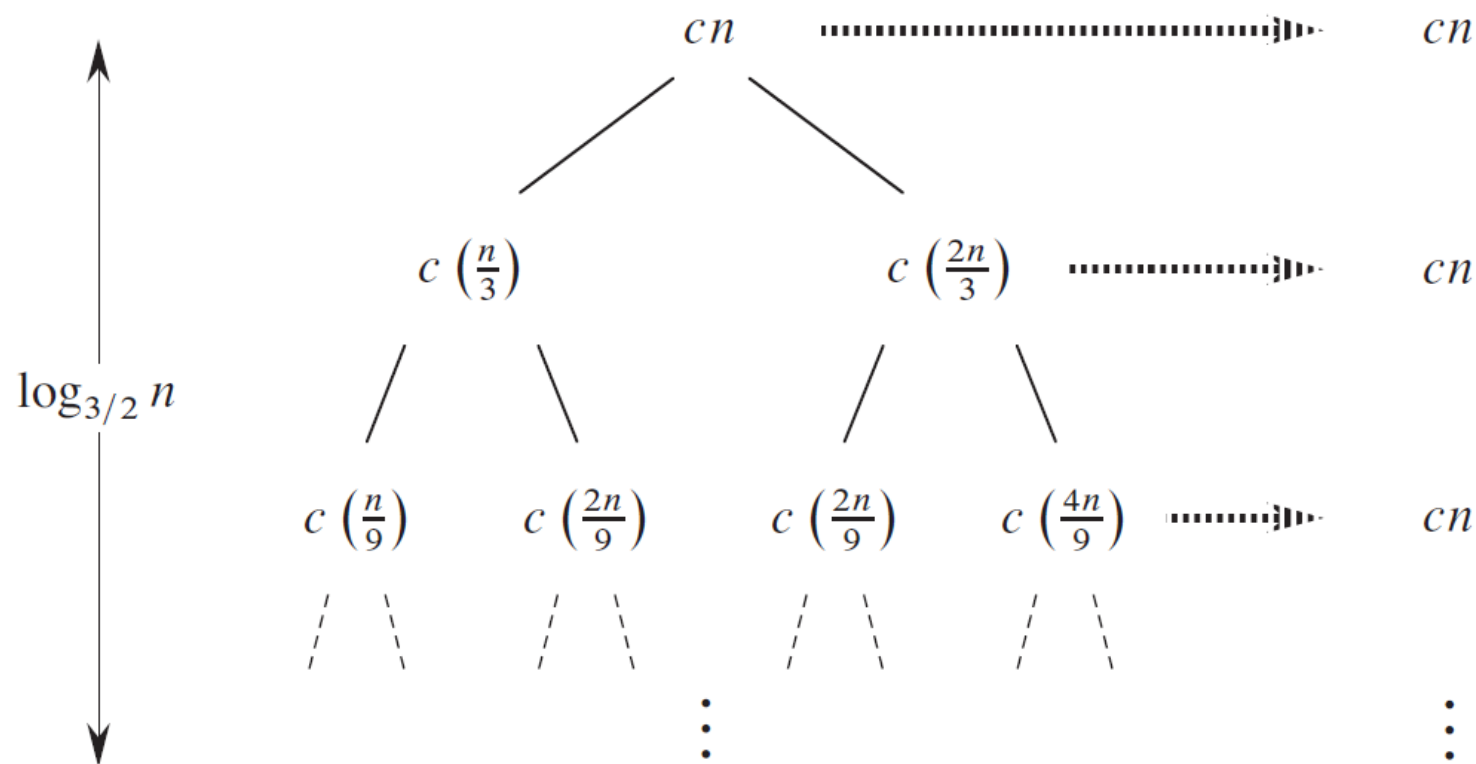 cn cn
c (n/3) c (2n/3) cn
log_{3/2} n
c (n/9) c (2n/9) c (2n/9) c (4n/9) cn